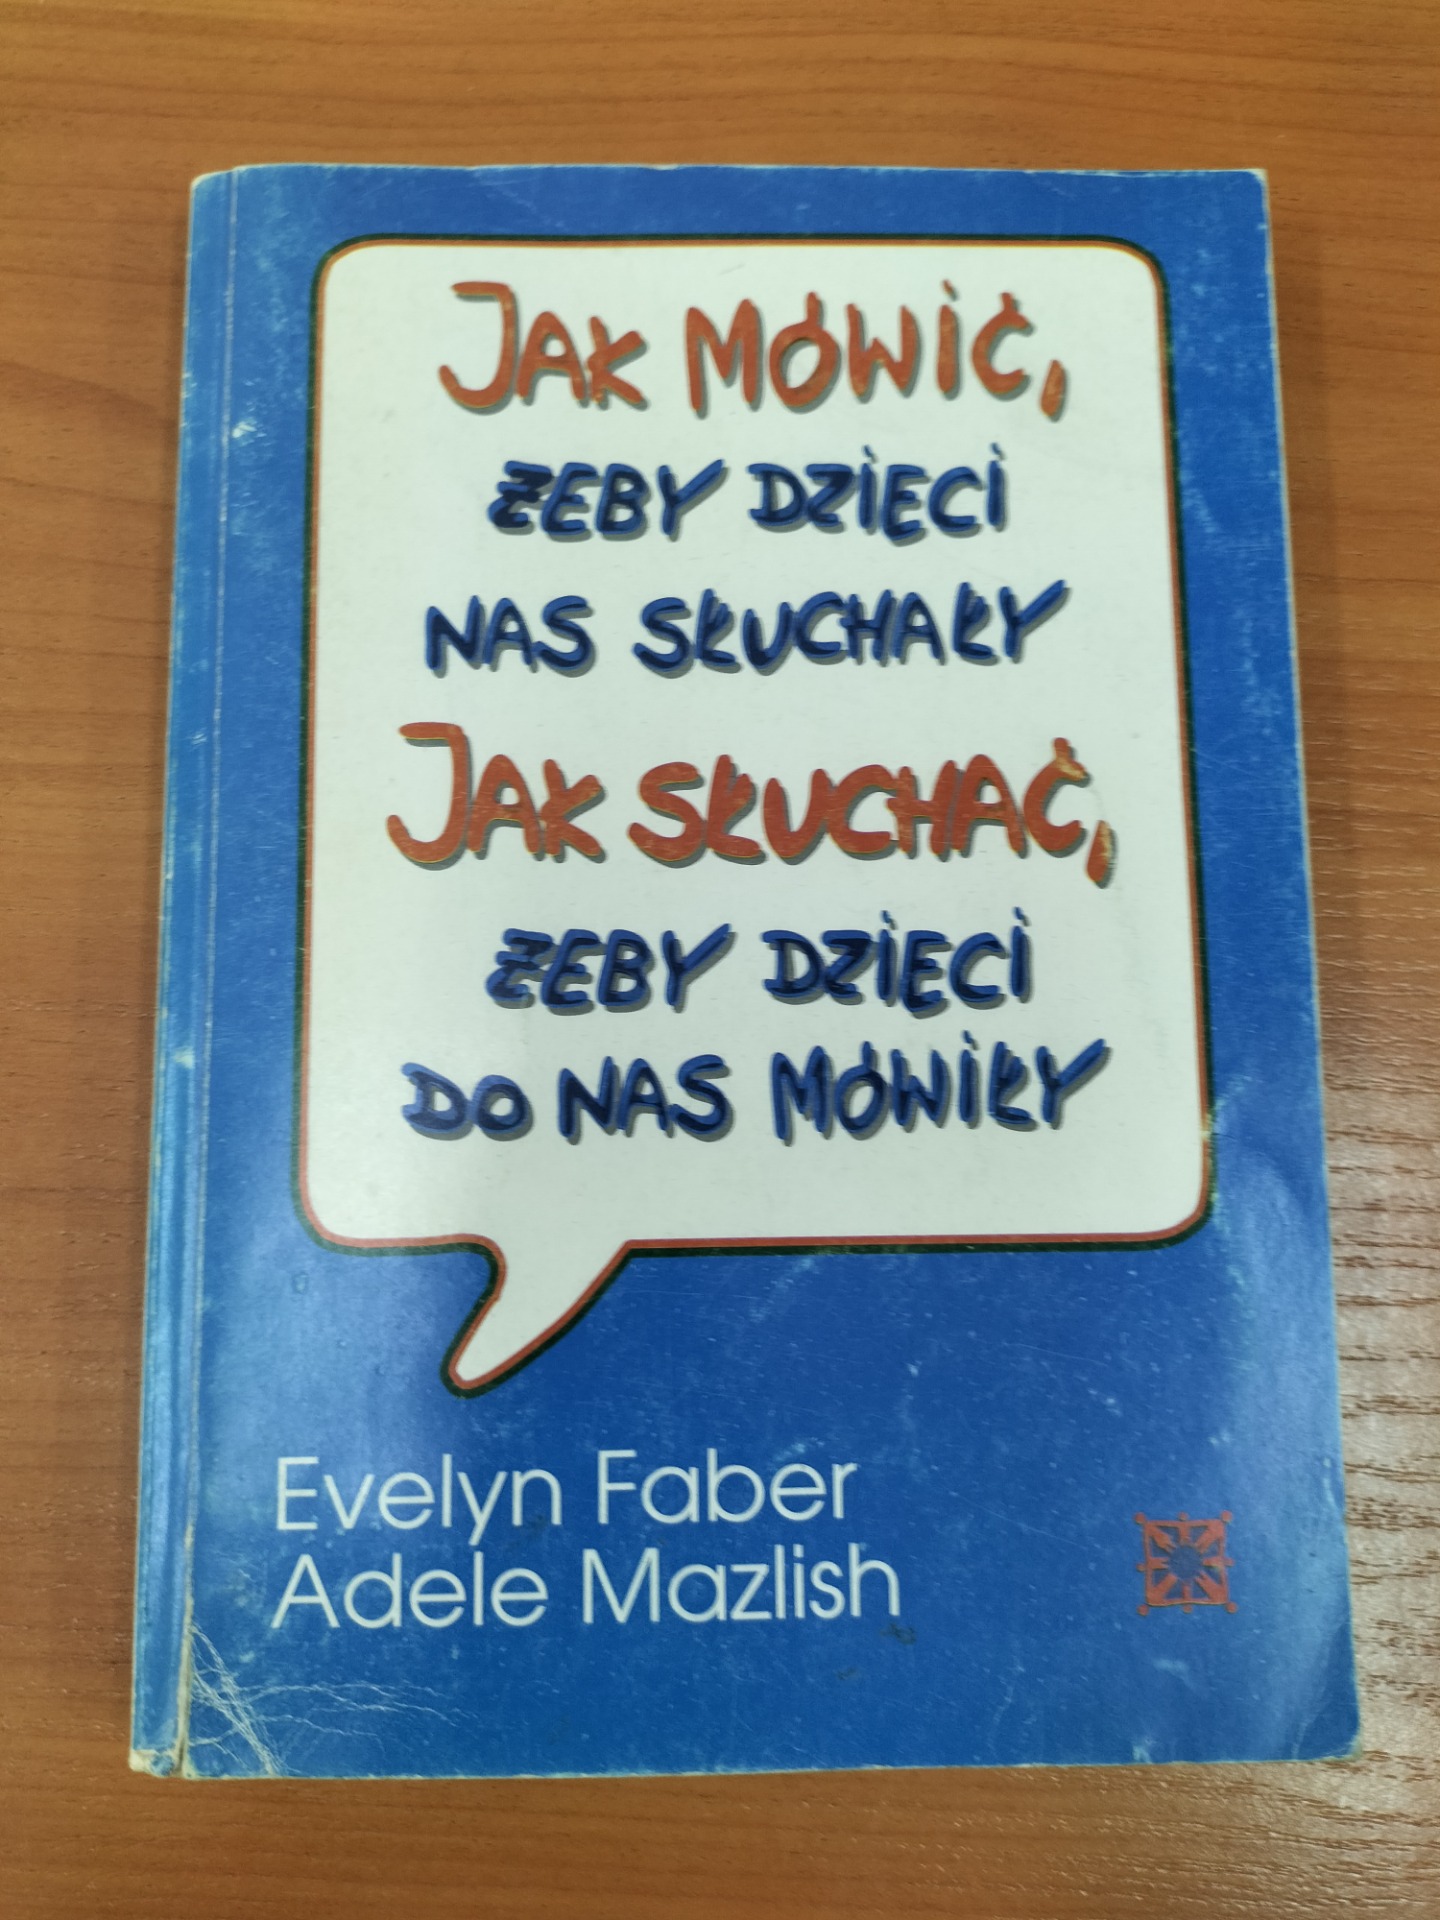 JAK MÓWIĆ,
ŻEBY DZIECI
NAS SŁUCHAŁY
JAK SŁUCHAĆ,
ŻEBY DZIECI
DO NAS MÓWIŁY
Evelyn Faber
Adele Mazlish